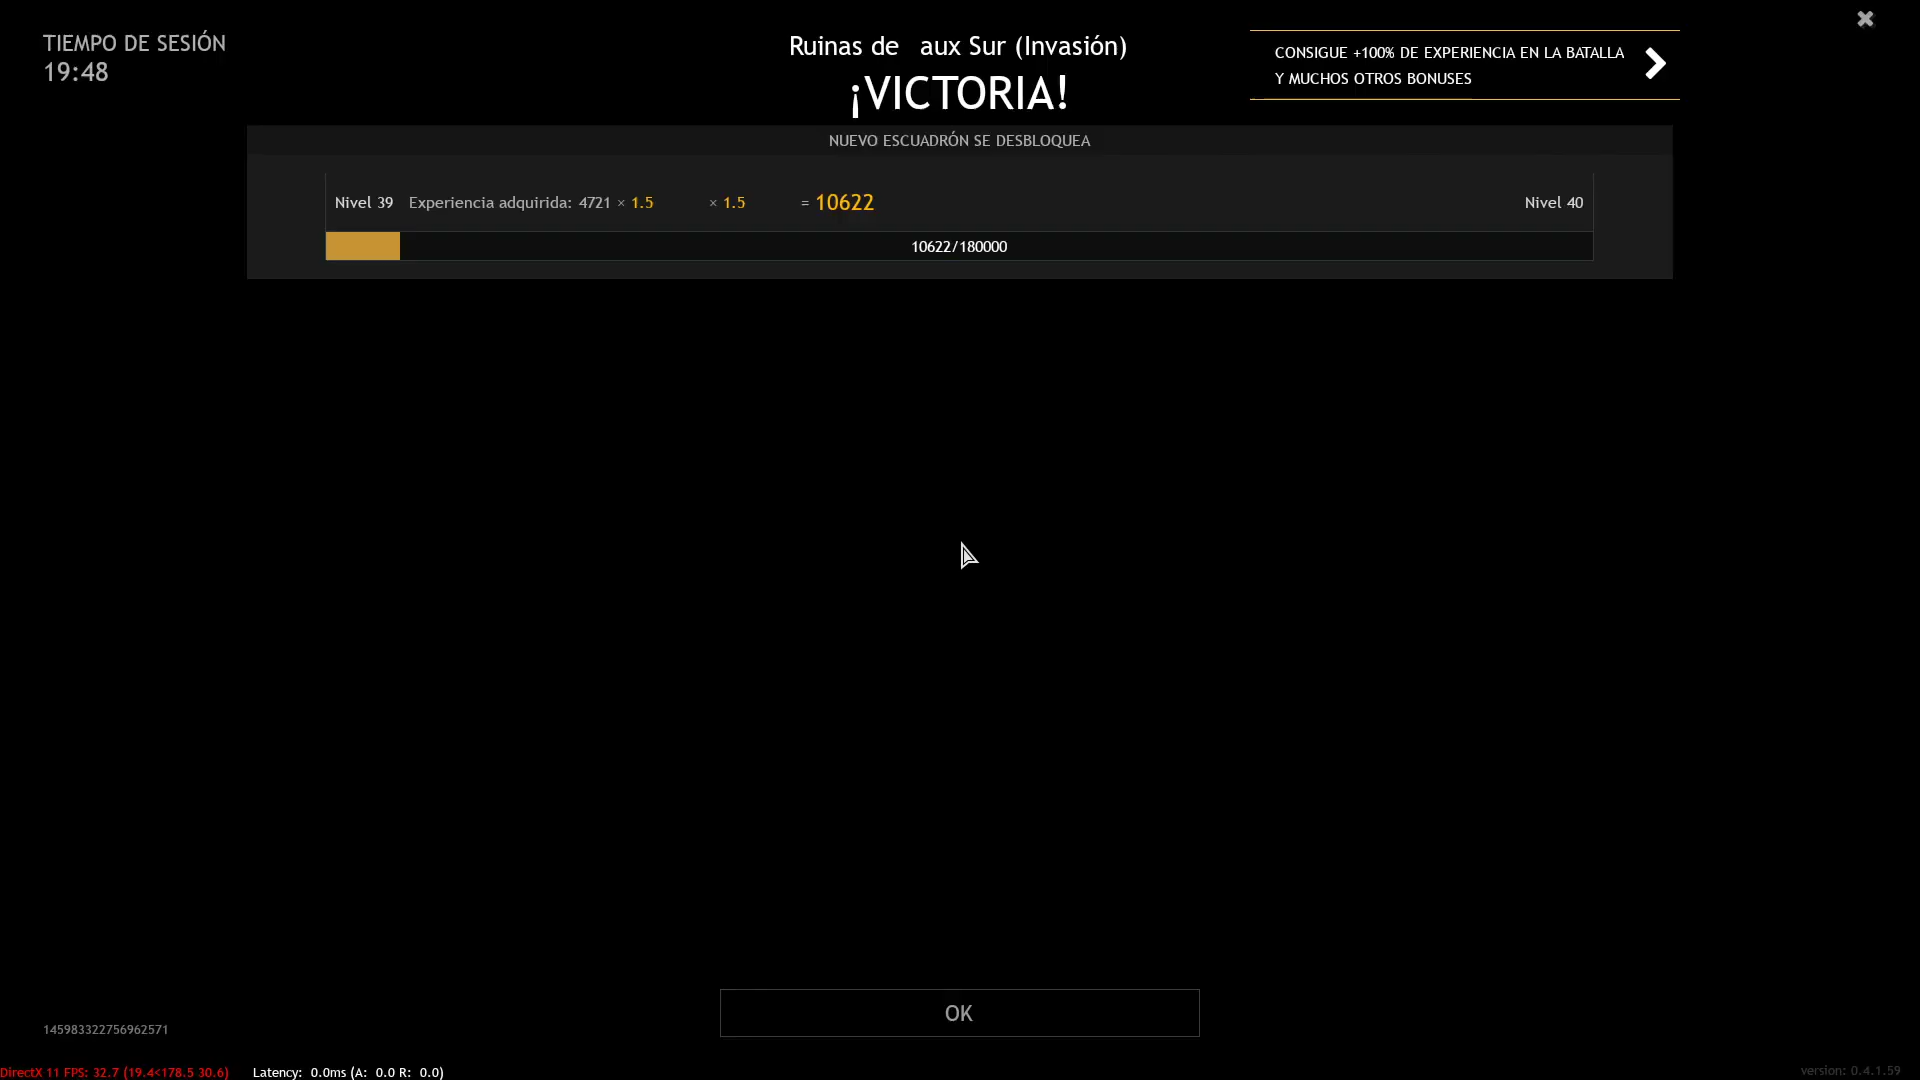 TIEMPO DE SESIÓN
19:48
Ruinas de aux Sur (Invasión)
¡VICTORIA!
CONSIGUE +100% DE EXPERIENCIA EN LA BATALLA
Y MUCHOS OTROS BONUSES
NUEVO ESCUADRÓN SE DESBLOQUEA
Nivel 39 Experiencia adquirida: 4721 × 1.5 × 1.5 = 10622 Nivel 40
10622/180000
OK
145983322756962571
DirectX 11 FPS: 32.7 (19.4<178.5 30.6) Latency: 0.0ms (A: 0.0 R: 0.0)
version: 0.4.1.59